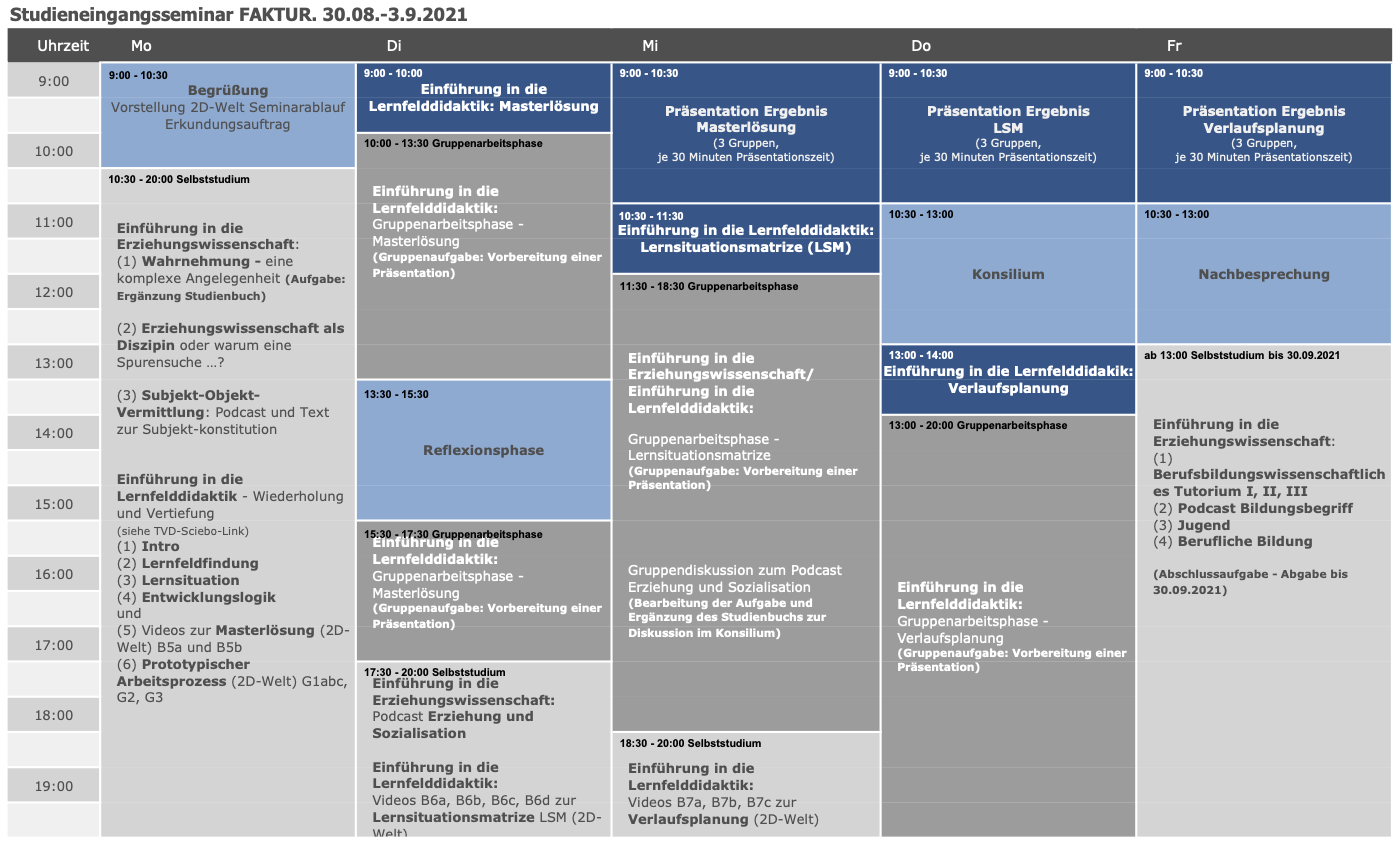 Studieneingangsseminar FAKTUR. 30.08.-3.9.2021
Uhrzeit Mo Di Mi Do Fr
9:00
10:00
11:00
12:00
13:00
14:00
15:00
16:00
17:00
18:00
19:00
9:00 - 10:30
Begrüßung
Vorstellung 2D-Welt Seminarablauf
Erkundungsauftrag
10:30 - 20:00 Selbststudium
Einführung in die
Erziehungswissenschaft:
(1) Wahrnehmung - eine
komplexe Angelegenheit (Aufgabe:
Ergänzung Studienbuch)
(2) Erziehungswissenschaft als
Diszipin oder warum eine
Spurensuche ...?
(3) Subjekt-Objekt-
Vermittlung: Podcast und Text
zur Subjekt-konstitution
Einführung in die
Lernfelddidaktik - Wiederholung
und Vertiefung
(siehe TVD-Sciebo-Link)
(1) Intro
(2) Lernfeldfindung
(3) Lernsituation
(4) Entwicklungslogik
und
(5) Videos zur Masterlösung (2D-
Welt) B5a und B5b
(6) Prototypischer
Arbeitsprozess (2D-Welt) G1abc,
G2, G3
9:00 - 10:00
Einführung in die
Lernfelddidaktik: Masterlösung
10:00 - 13:30 Gruppenarbeitsphase
Einführung in die
Lernfelddidaktik:
Gruppenarbeitsphase -
Masterlösung
(Gruppenaufgabe: Vorbereitung einer
Präsentation)
13:30 - 15:30
Reflexionsphase
15:30 - 17:30 Gruppenarbeitsphase
Einführung in die
Lernfelddidaktik:
Gruppenarbeitsphase -
Masterlösung
(Gruppenaufgabe: Vorbereitung einer
Präsentation)
17:30 - 20:00 Selbststudium
Einführung in die
Erziehungswissenschaft:
Podcast Erziehung und
Sozialisation
Einführung in die
Lernfelddidaktik:
Videos B6a, B6b, B6c, B6d zur
Lernsituationsmatrize LSM (2D-
Welt)
9:00 - 10:30
Präsentation Ergebnis
Masterlösung
(3 Gruppen,
je 30 Minuten Präsentationszeit)
10:30 - 11:30
Einführung in die Lernfelddidaktik:
Lernsituationsmatrize (LSM)
11:30 - 18:30 Gruppenarbeitsphase
Einführung in die
Erziehungswissenschaft/
Einführung in die
Lernfelddidaktik:
Gruppenarbeitsphase -
Lernsituationsmatrize
(Gruppenaufgabe: Vorbereitung einer
Präsentation)
Gruppendiskussion zum Podcast
Erziehung und Sozialisation
(Bearbeitung der Aufgabe und
Ergänzung des Studienbuchs zur
Diskussion im Konsilium)
18:30 - 20:00 Selbststudium
Einführung in die
Lernfelddidaktik:
Videos B7a, B7b, B7c zur
Verlaufsplanung (2D-Welt)
9:00 - 10:30
Präsentation Ergebnis
LSM
(3 Gruppen,
je 30 Minuten Präsentationszeit)
10:30 - 13:00
Konsilium
13:00 - 14:00
Einführung in die Lernfelddidakik:
Verlaufsplanung
13:00 - 20:00 Gruppenarbeitsphase
Einführung in die
Lernfelddidaktik:
Gruppenarbeitsphase -
Verlaufsplanung
(Gruppenaufgabe: Vorbereitung einer
Präsentation)
9:00 - 10:30
Präsentation Ergebnis
Verlaufsplanung
(3 Gruppen,
je 30 Minuten Präsentationszeit)
10:30 - 13:00
Nachbesprechung
ab 13:00 Selbststudium bis 30.09.2021
Einführung in die
Erziehungswissenschaft:
(1)
Berufsbildungswissenschaftlich
es Tutorium I, II, III
(2) Podcast Bildungsbegriff
(3) Jugend
(4) Berufliche Bildung
(Abschlussaufgabe - Abgabe bis
30.09.2021)